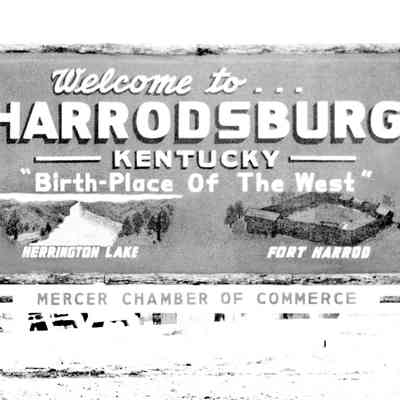 Welcome to . . .
HARRODSBURG
KENTUCKY
"Birth-Place Of The West"
HERRINGTON LAKE
FORT HARROD
MERCER CHAMBER OF COMMERCE